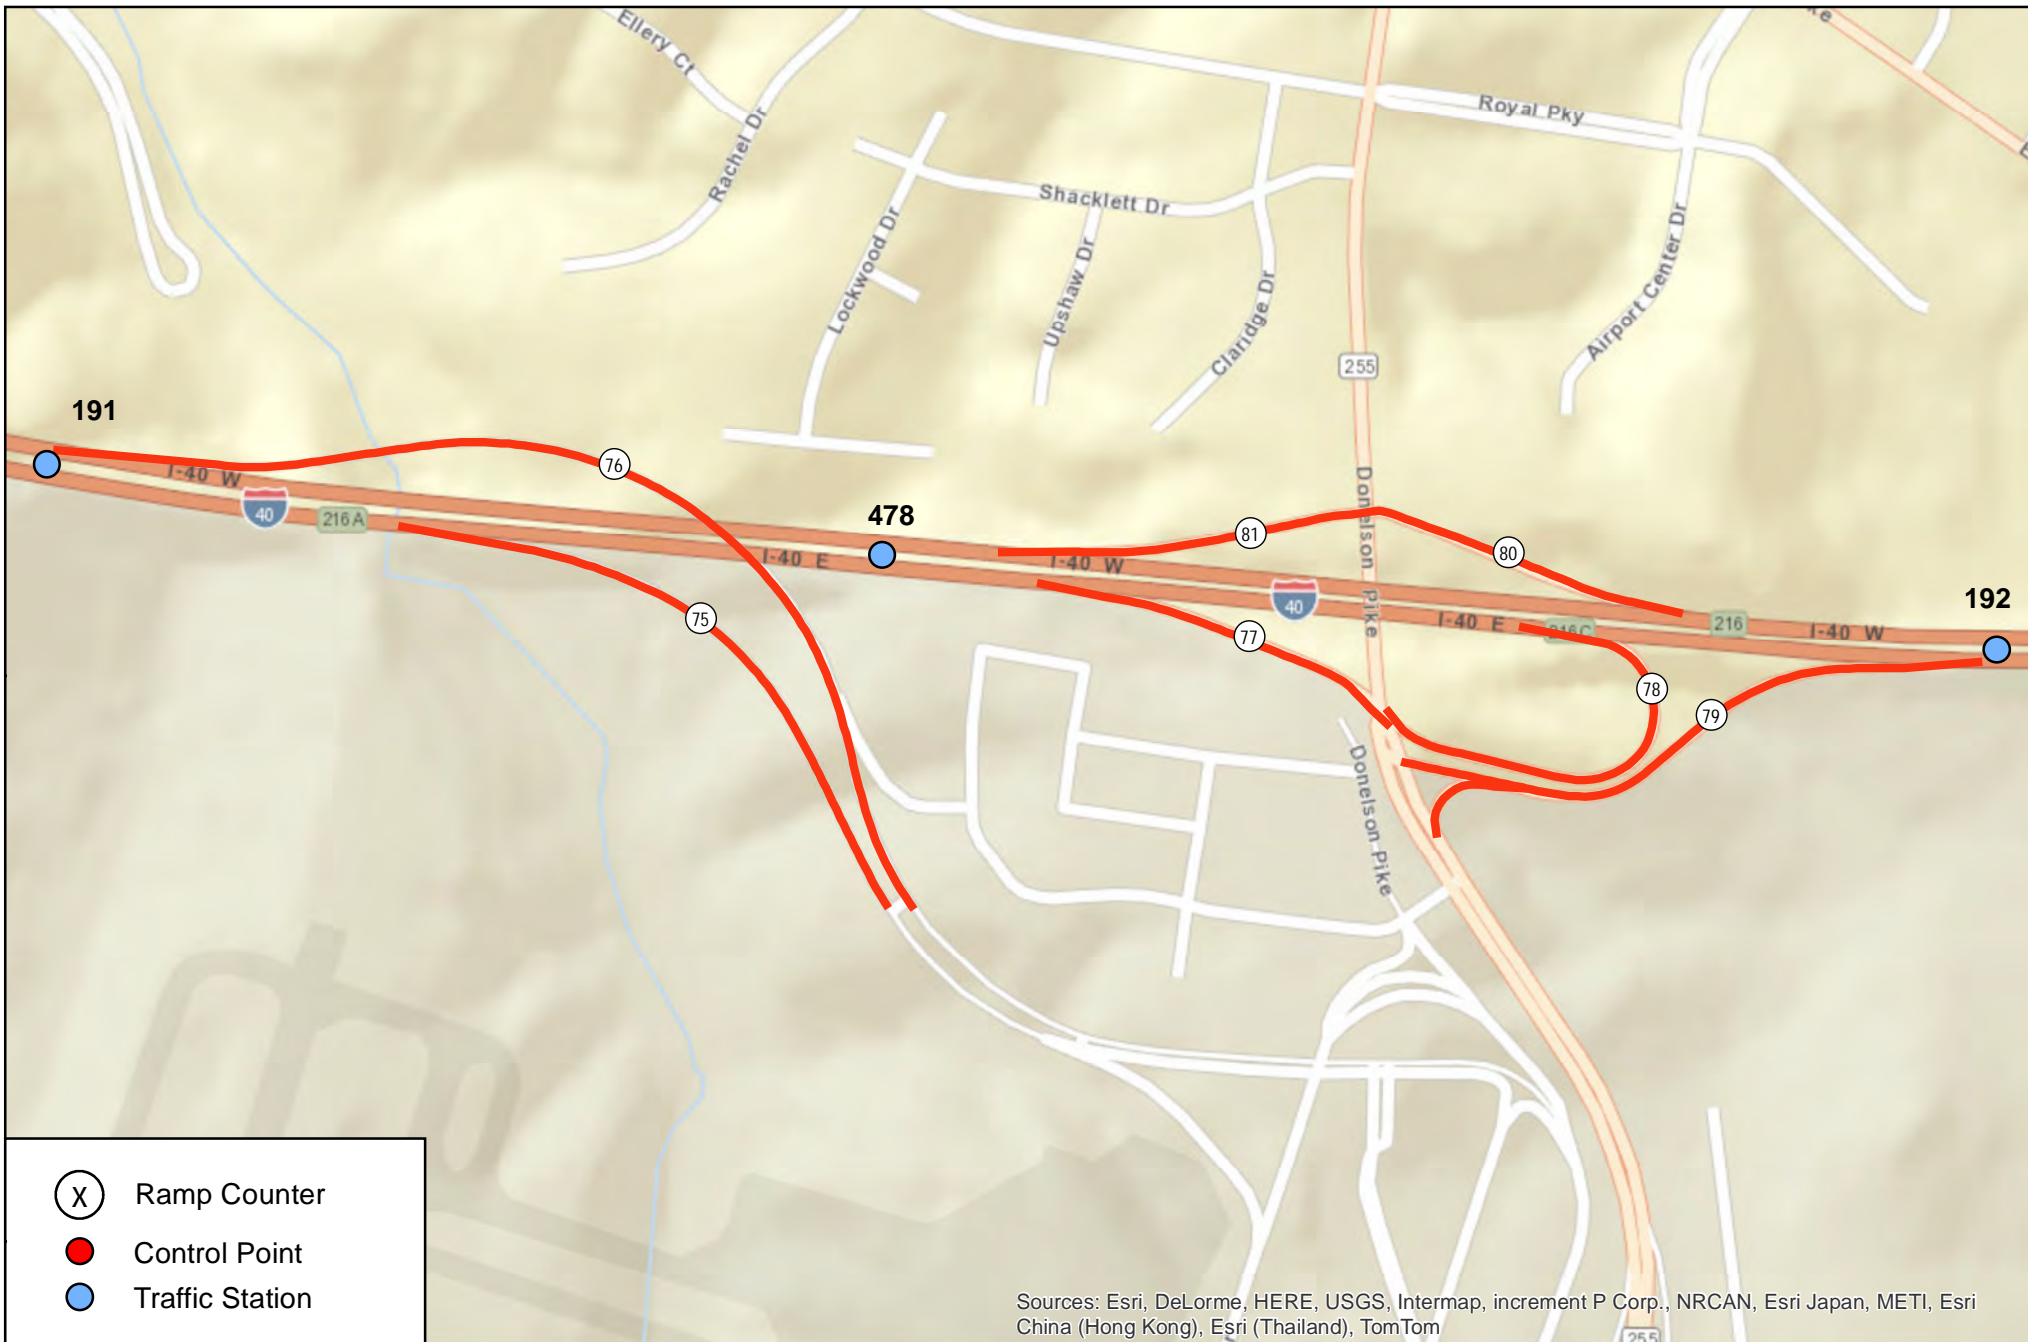 Ellery Ct
Rachel Dr
Royal Pky
Shacklett Dr
Lockwood Dr
Upshaw Dr
Claridge Dr
Airport Center Dr
255
191
76
I-40 W
40
216A
478
I-40 E
81
I-40 W
80
Donelson Pike
40
I-40 E
216C
216
I-40 W
192
75
77
78
79
Donelson Pike
X Ramp Counter
Control Point
Traffic Station
Sources: Esri, DeLorme, HERE, USGS, Intermap, increment P Corp., NRCAN, Esri Japan, METI, Esri
China (Hong Kong), Esri (Thailand), TomTom
255